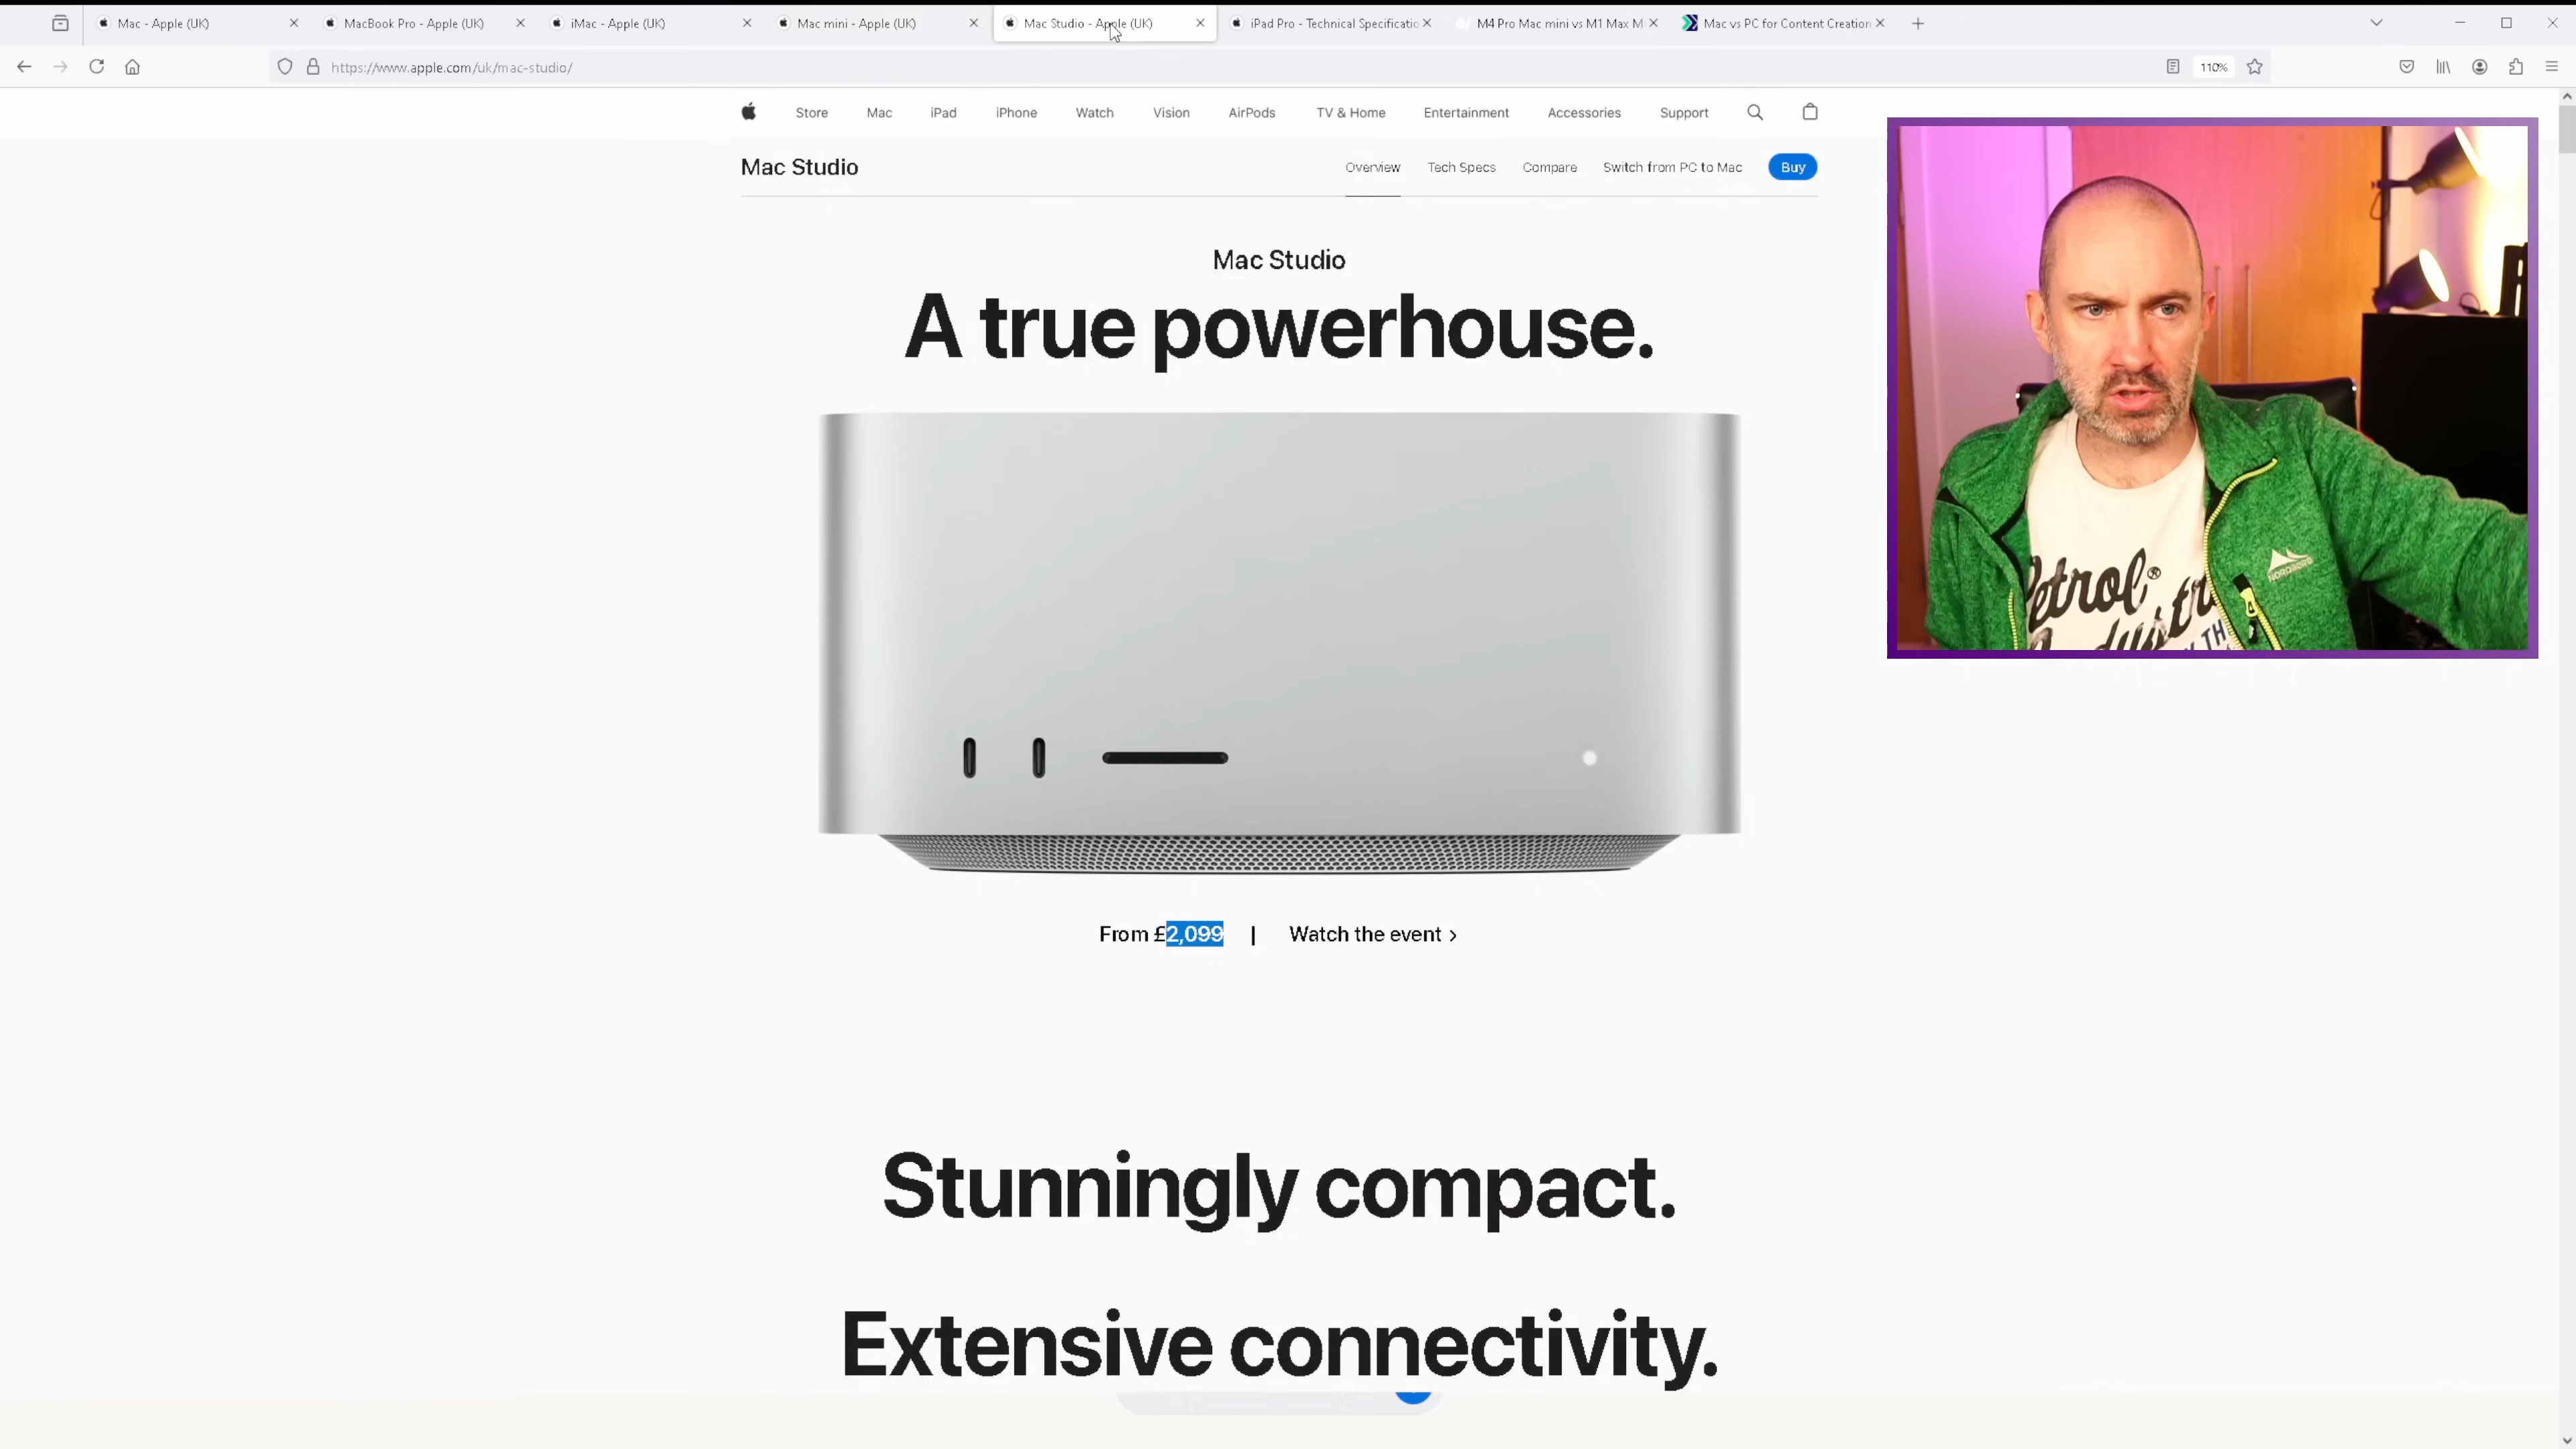 Mac - Apple (UK)
MacBook Pro - Apple (UK)
iMac - Apple (UK)
Mac mini - Apple (UK)
Mac Studio - Apple (UK)
iPad Pro - Technical Specificatio
M4 Pro Mac mini vs M1 Max M
Mac vs PC for Content Creation
https://www.apple.com/uk/mac-studio/
110%
Store
Mac
iPad
iPhone
Watch
Vision
AirPods
TV & Home
Entertainment
Accessories
Support
Mac Studio
Overview
Tech Specs
Compare
Switch from PC to Mac
Buy
Mac Studio
A true powerhouse.
From £2,099 | Watch the event >
Stunningly compact.
Extensive connectivity.
Petrol®
TH
NORDBERG